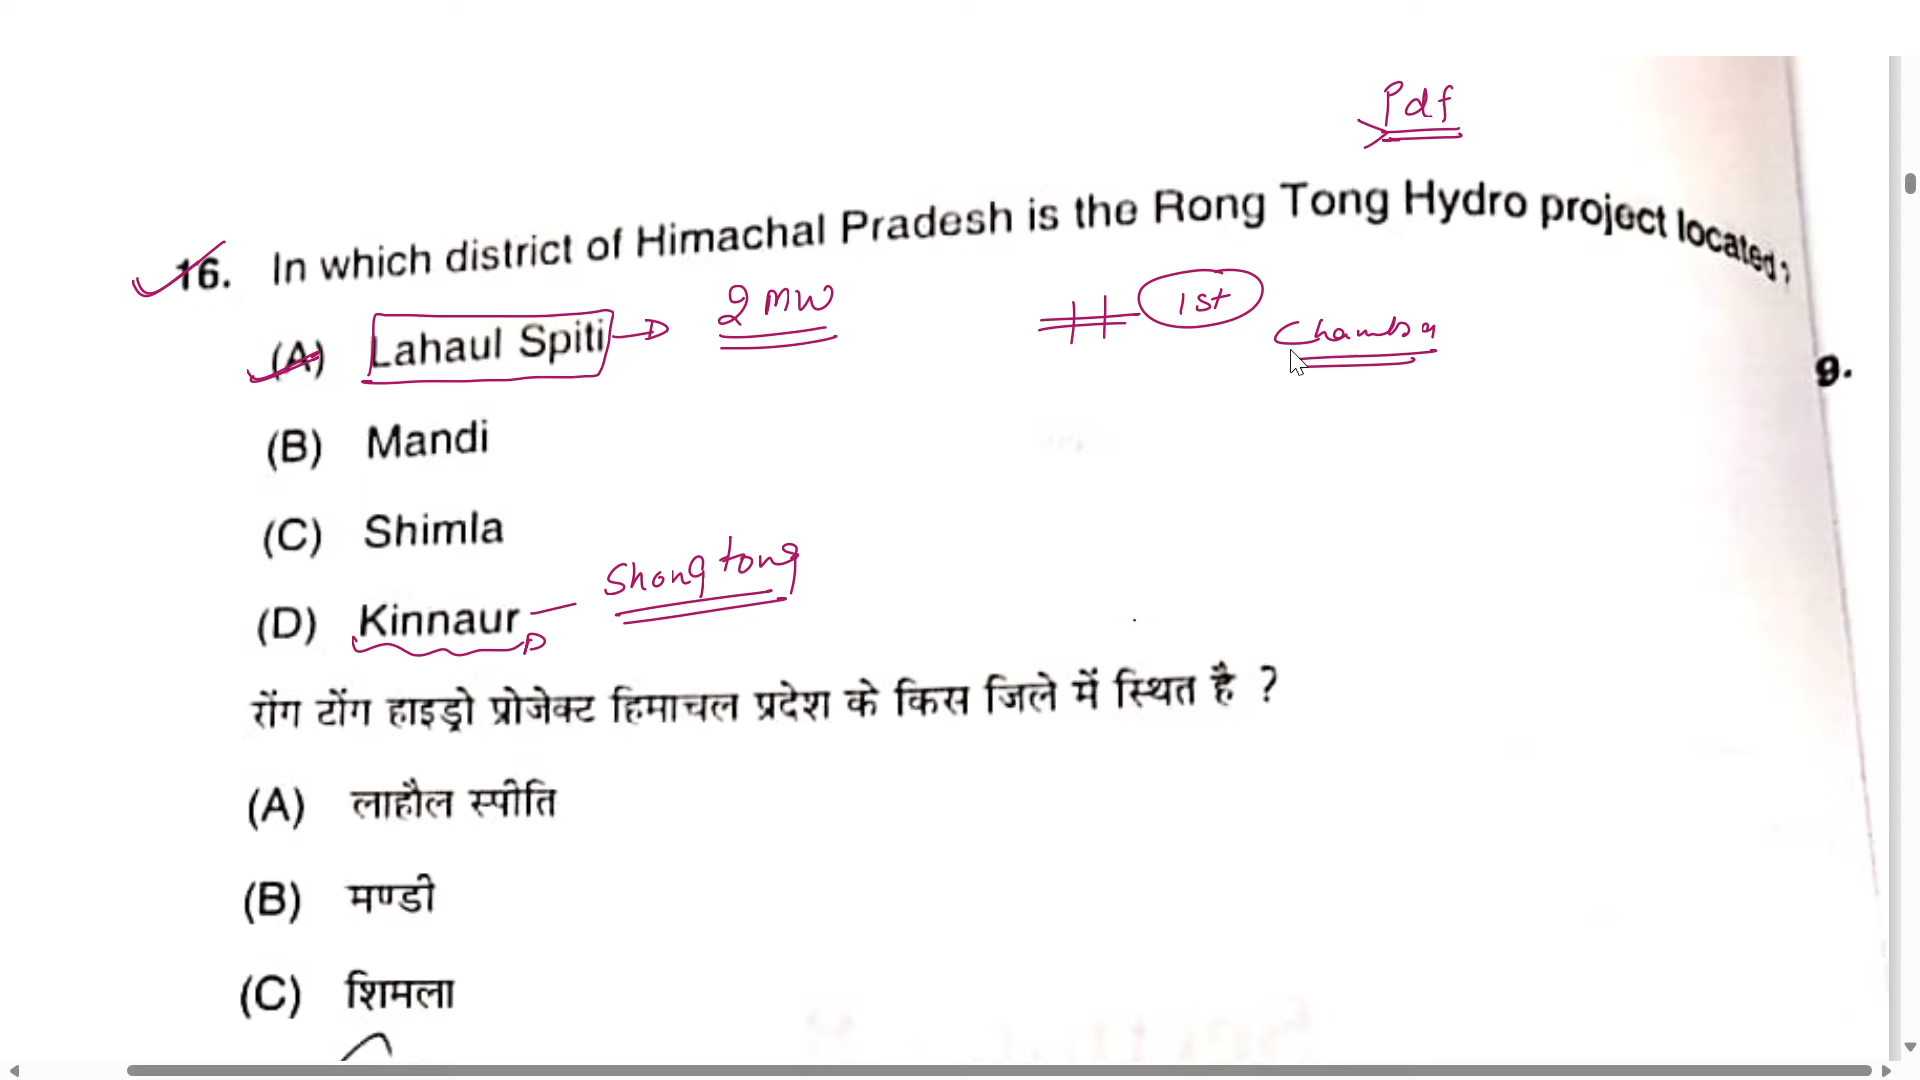 Pdf
16. In which district of Himachal Pradesh is the Rong Tong Hydro project located?
(A) Lahaul Spiti 2 MW 1st Chamba
(B) Mandi
(C) Shimla
(D) Kinnaur Shong tong
रोंग टोंग हाइड्रो प्रोजेक्ट हिमाचल प्रदेश के किस जिले में स्थित है ?
(A) लाहौल स्पीति
(B) मण्डी
(C) शिमला
9.